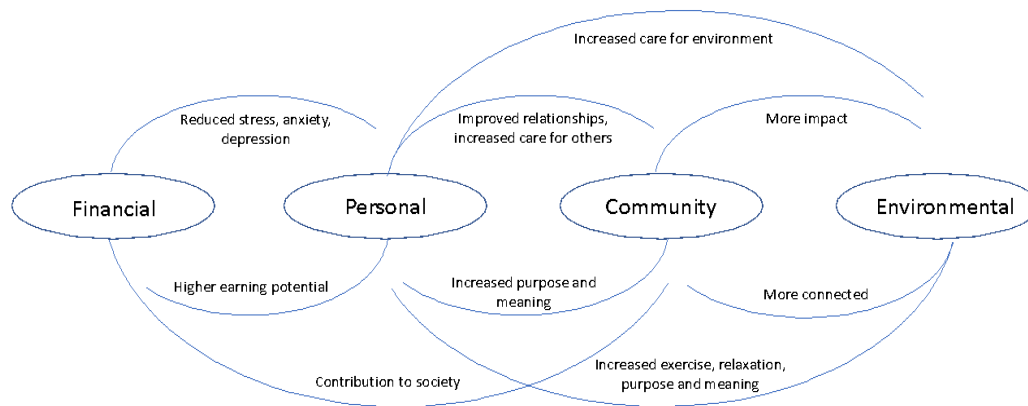 Increased care for environment
Reduced stress, anxiety,
depression
Improved relationships,
increased care for others
More impact
Financial
Personal
Community
Environmental
Higher earning potential
Increased purpose and
meaning
More connected
Contribution to society
Increased exercise, relaxation,
purpose and meaning